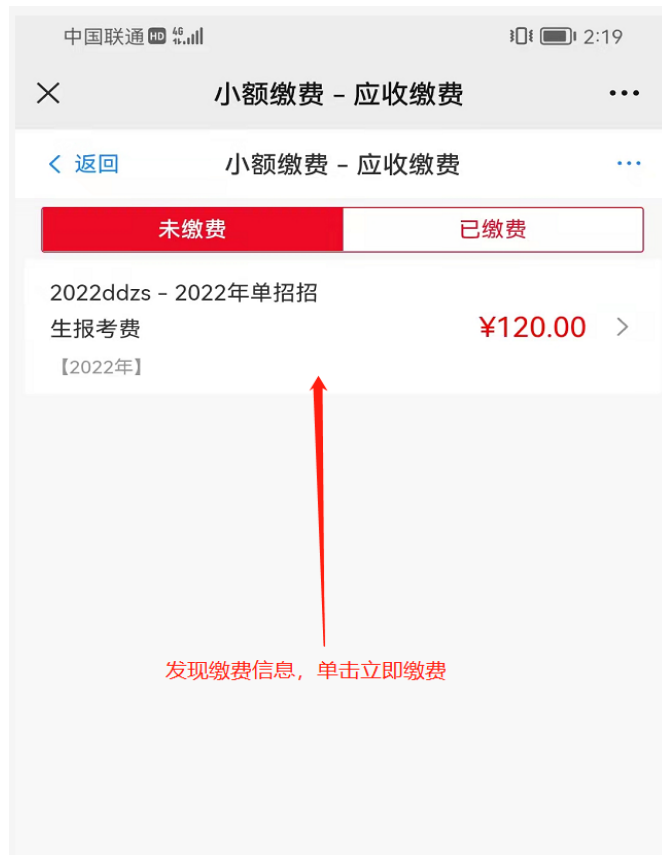 中国联通 HD 4G 2:19
小额缴费 – 应收缴费
返回 小额缴费 – 应收缴费
未缴费 已缴费
2022ddzs – 2022年单招招
生报考费
¥120.00
【2022年】
发现缴费信息，单击立即缴费